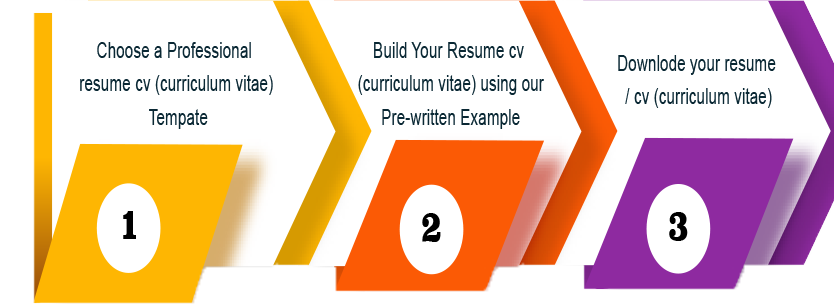 Choose a Professional
resume cv (curriculum vitae)
Tempate
1
Build Your Resume cv
(curriculum vitae) using our
Pre-written Example
2
Downlode your resume
/ cv (curriculum vitae)
3